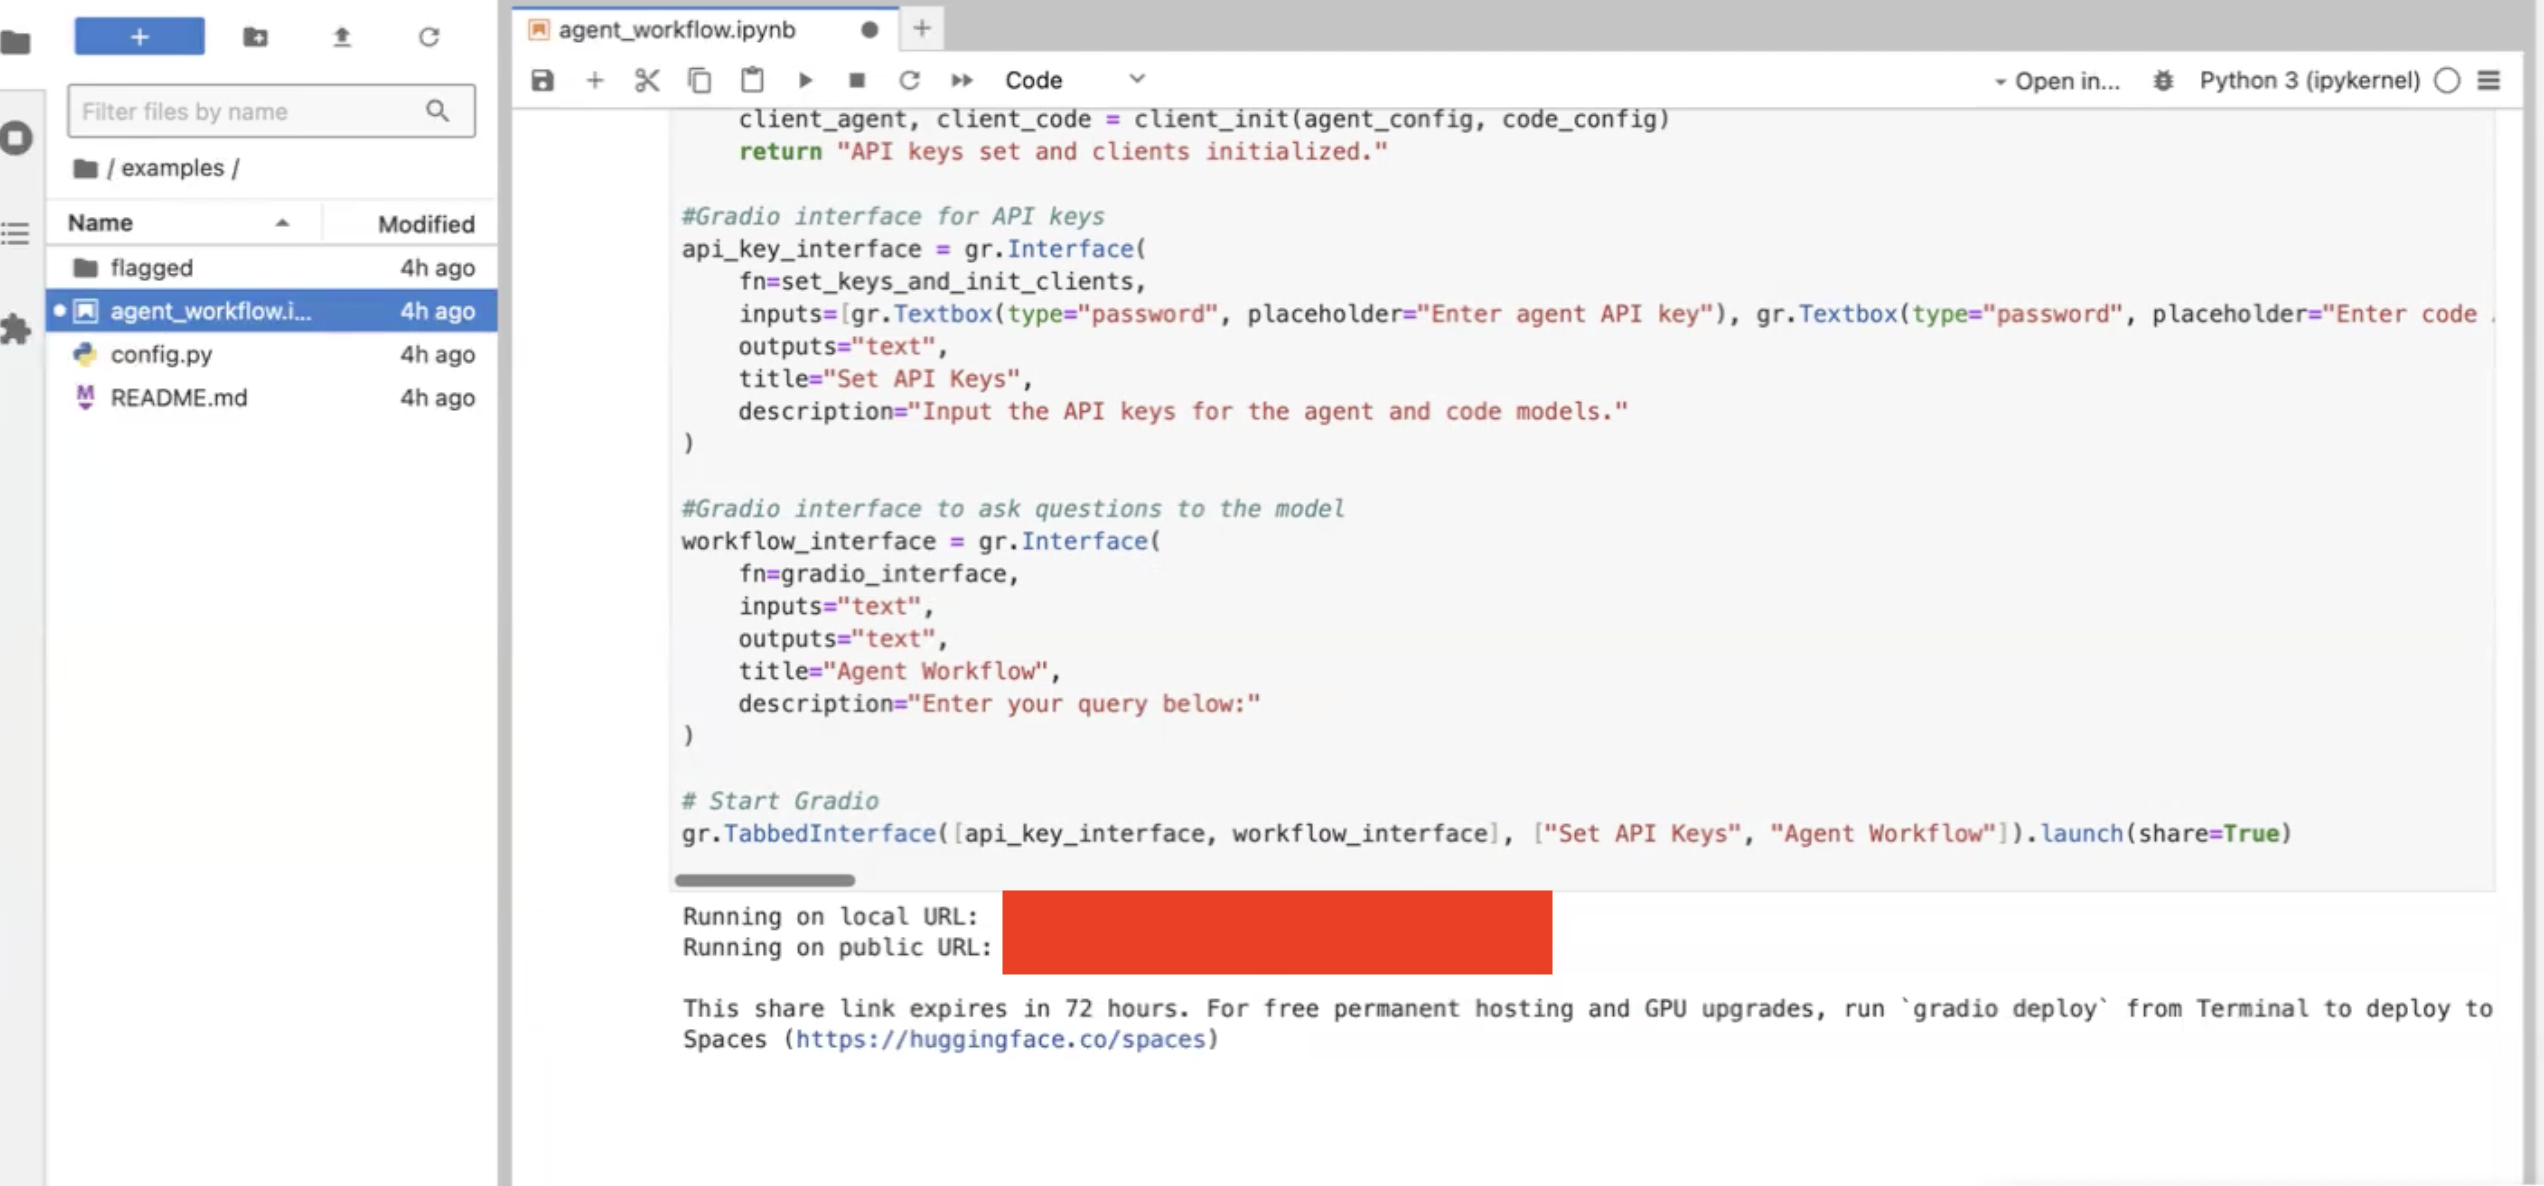 agent_workflow.ipynb
Filter files by name
Code
Open in...
Python 3 (ipykernel)
/ examples /
Name Modified
flagged 4h ago
agent_workflow.i... 4h ago
config.py 4h ago
README.md 4h ago
client_agent, client_code = client_init(agent_config, code_config)
return "API keys set and clients initialized."
#Gradio interface for API keys
api_key_interface = gr.Interface(
fn=set_keys_and_init_clients,
inputs=[gr.Textbox(type="password", placeholder="Enter agent API key"), gr.Textbox(type="password", placeholder="Enter code
outputs="text",
title="Set API Keys",
description="Input the API keys for the agent and code models."
)
#Gradio interface to ask questions to the model
workflow_interface = gr.Interface(
fn=gradio_interface,
inputs="text",
outputs="text",
title="Agent Workflow",
description="Enter your query below:"
)
# Start Gradio
gr.TabbedInterface([api_key_interface, workflow_interface], ["Set API Keys", "Agent Workflow"]).launch(share=True)
Running on local URL:
Running on public URL:
This share link expires in 72 hours. For free permanent hosting and GPU upgrades, run `gradio deploy` from Terminal to deploy to
Spaces (https://huggingface.co/spaces)